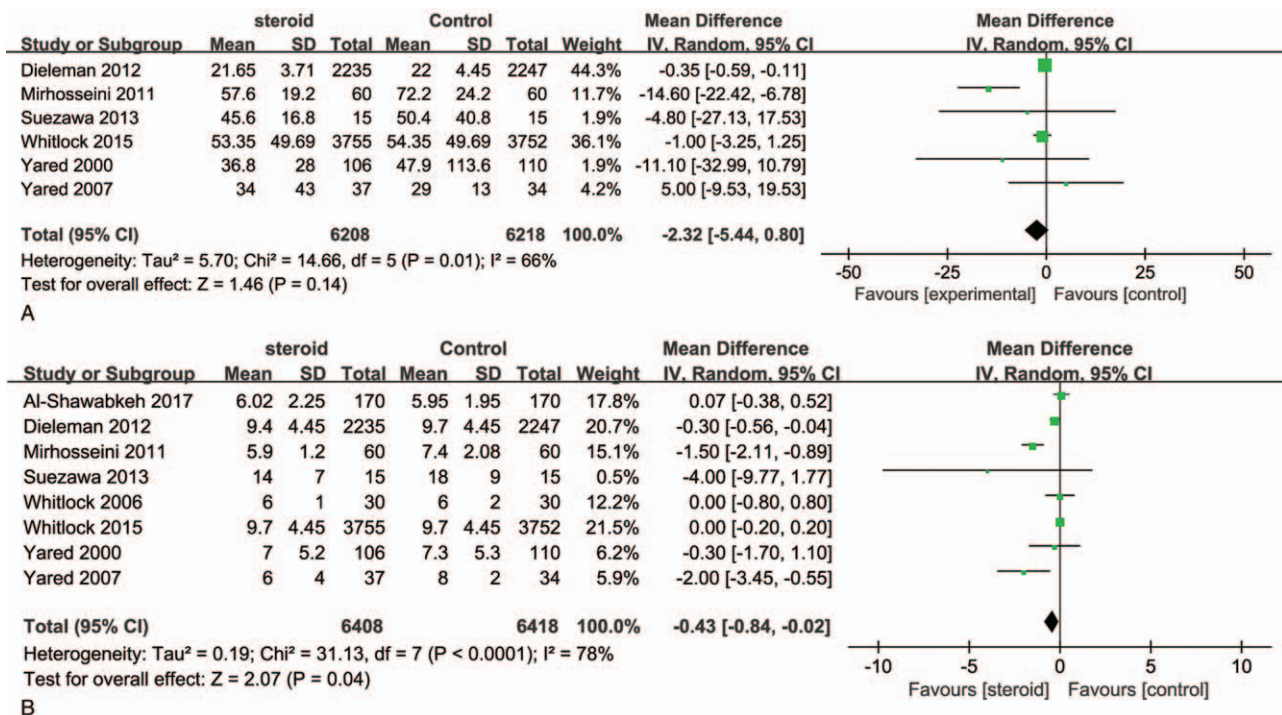 steroid Control Mean Difference Mean Difference
Study or Subgroup Mean SD Total Mean SD Total Weight IV, Random, 95% CI IV, Random, 95% CI
Dieleman 2012 21.65 3.71 2235 22 4.45 2247 44.3% -0.35 [-0.59, -0.11]
Mirhosseini 2011 57.6 19.2 60 72.2 24.2 60 11.7% -14.60 [-22.42, -6.78]
Suezawa 2013 45.6 16.8 15 50.4 40.8 15 1.9% -4.80 [-27.13, 17.53]
Whitlock 2015 53.35 49.69 3755 54.35 49.69 3752 36.1% -1.00 [-3.25, 1.25]
Yared 2000 36.8 28 106 47.9 113.6 110 1.9% -11.10 [-32.99, 10.79]
Yared 2007 34 43 37 29 13 34 4.2% 5.00 [-9.53, 19.53]
Total (95% CI) 6208 6218 100.0% -2.32 [-5.44, 0.80]
Heterogeneity: Tau² = 5.70; Chi² = 14.66, df = 5 (P = 0.01); I² = 66%
Test for overall effect: Z = 1.46 (P = 0.14)
-50 -25 0 25 50
Favours [experimental] Favours [control]
A
steroid Control Mean Difference Mean Difference
Study or Subgroup Mean SD Total Mean SD Total Weight IV, Random, 95% CI IV, Random, 95% CI
Al-Shawabkeh 2017 6.02 2.25 170 5.95 1.95 170 17.8% 0.07 [-0.38, 0.52]
Dieleman 2012 9.4 4.45 2235 9.7 4.45 2247 20.7% -0.30 [-0.56, -0.04]
Mirhosseini 2011 5.9 1.2 60 7.4 2.08 60 15.1% -1.50 [-2.11, -0.89]
Suezawa 2013 14 7 15 18 9 15 0.5% -4.00 [-9.77, 1.77]
Whitlock 2006 6 1 30 6 2 30 12.2% 0.00 [-0.80, 0.80]
Whitlock 2015 9.7 4.45 3755 9.7 4.45 3752 21.5% 0.00 [-0.20, 0.20]
Yared 2000 7 5.2 106 7.3 5.3 110 6.2% -0.30 [-1.70, 1.10]
Yared 2007 6 4 37 8 2 34 5.9% -2.00 [-3.45, -0.55]
Total (95% CI) 6408 6418 100.0% -0.43 [-0.84, -0.02]
Heterogeneity: Tau² = 0.19; Chi² = 31.13, df = 7 (P < 0.0001); I² = 78%
Test for overall effect: Z = 2.07 (P = 0.04)
-10 -5 0 5 10
Favours [steroid] Favours [control]
B